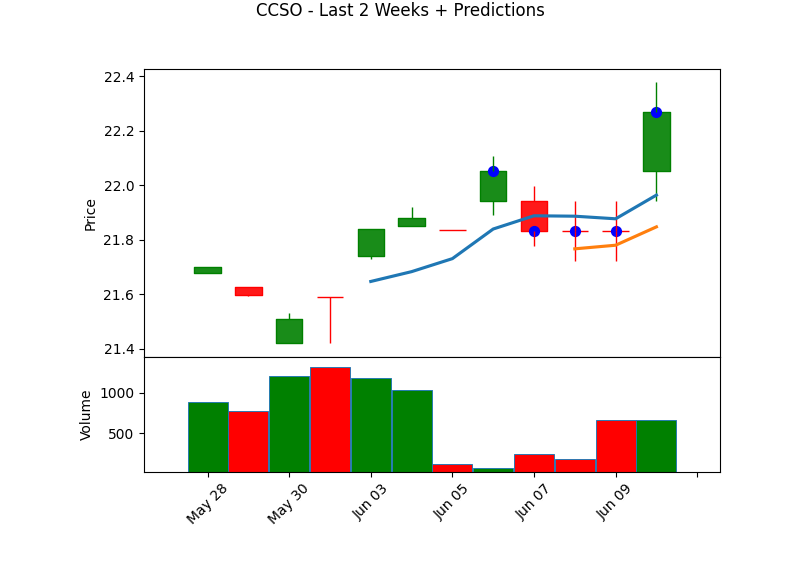 CCSO - Last 2 Weeks + Predictions
22.4
22.2
22.0
21.8
21.6
21.4
Price
1000
500
Volume
May 28
May 30
Jun 03
Jun 05
Jun 07
Jun 09